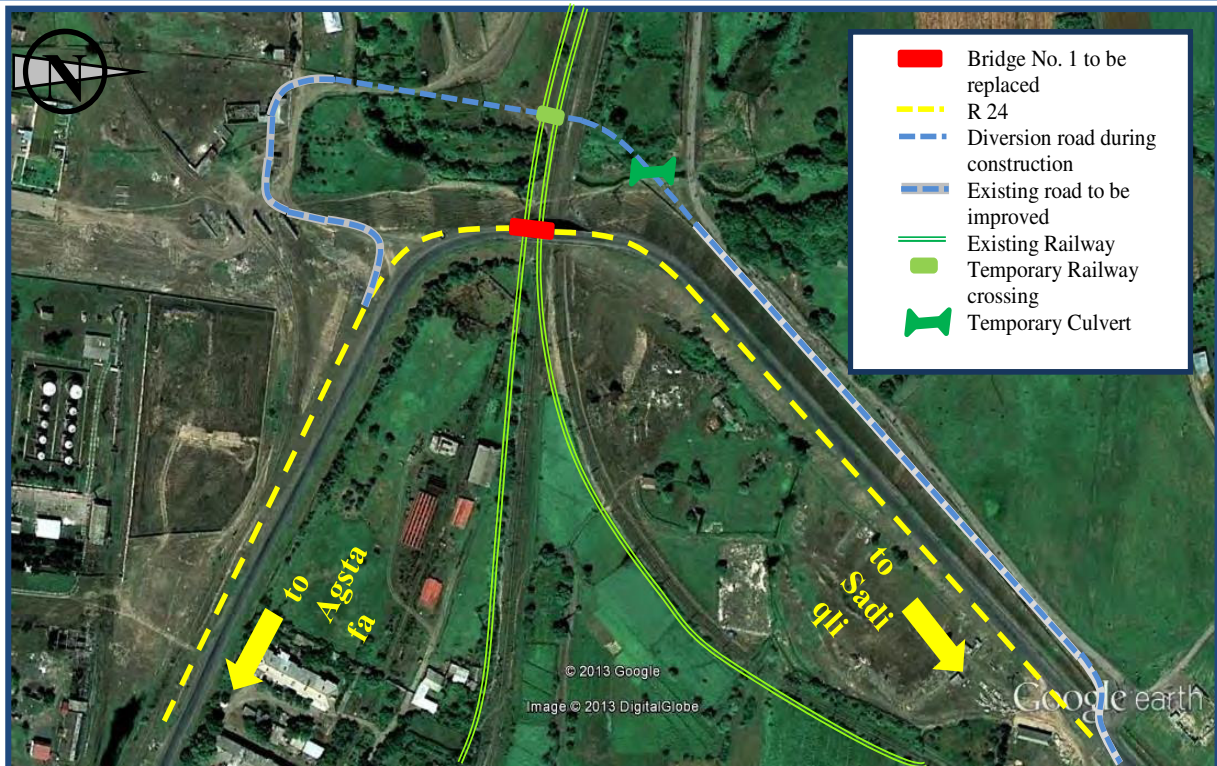 N
Bridge No. 1 to be
replaced
R 24
Diversion road during
construction
Existing road to be
improved
Existing Railway
Temporary Railway
crossing
Temporary Culvert
to
Agsta
fa
to
Sadi
qli
© 2013 Google
Image © 2013 DigitalGlobe
Google earth